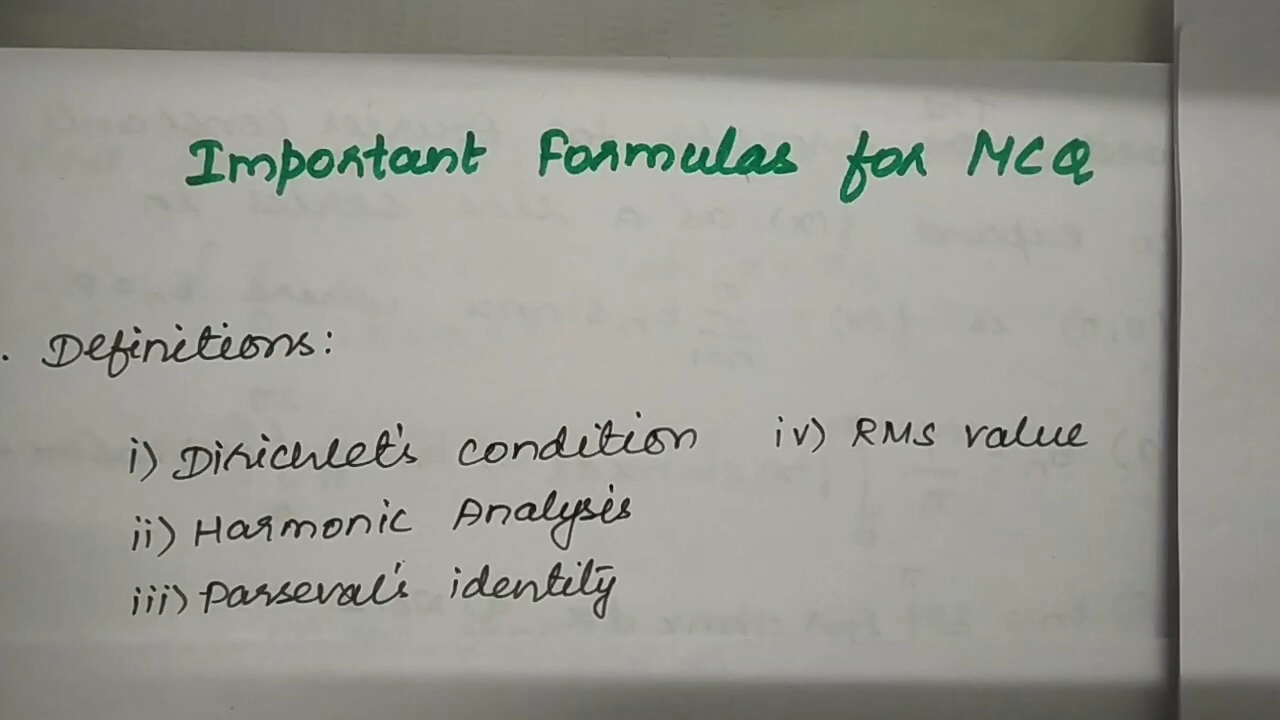 Important Formulas for MCQ
. Definitions:
i) Dirichlet's condition iv) RMS value
ii) Harmonic Analysis
iii) Parseval's identity